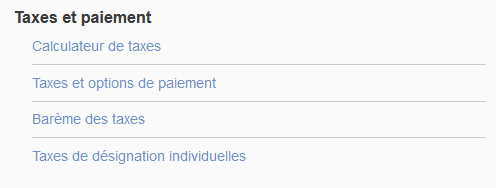 Taxes et paiement
Calculateur de taxes
Taxes et options de paiement
Barème des taxes
Taxes de désignation individuelles